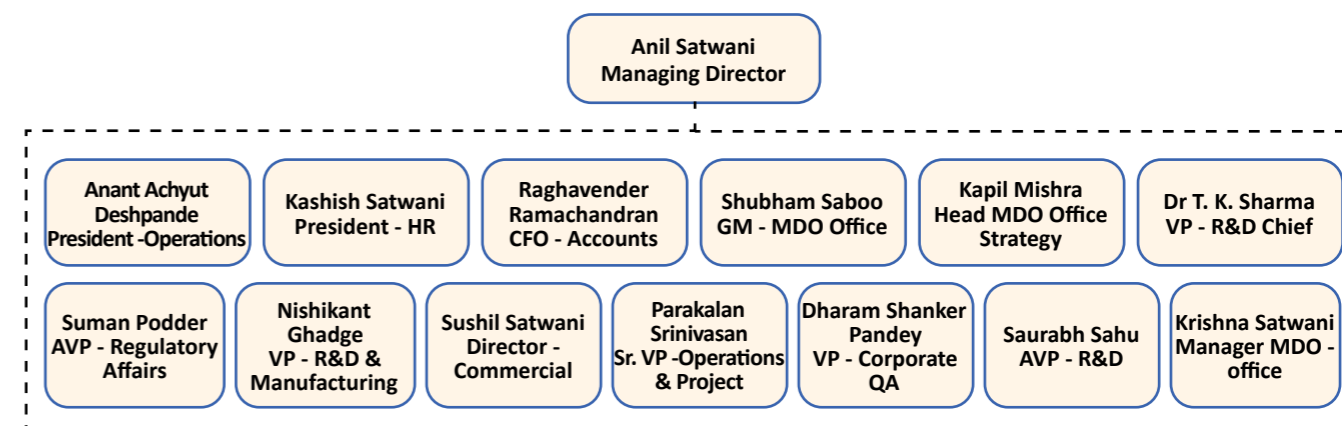 Anil Satwani
Managing Director
Anant Achyut
Deshpande
President -Operations
Kashish Satwani
President - HR
Raghavender
Ramachandran
CFO - Accounts
Shubham Saboo
GM - MDO Office
Kapil Mishra
Head MDO Office
Strategy
Dr T. K. Sharma
VP - R&D Chief
Suman Podder
AVP - Regulatory
Affairs
Nishikant
Ghadge
VP - R&D &
Manufacturing
Sushil Satwani
Director -
Commercial
Parakalan
Srinivasan
Sr. VP -Operations
& Project
Dharam Shanker
Pandey
VP - Corporate
QA
Saurabh Sahu
AVP - R&D
Krishna Satwani
Manager MDO -
office